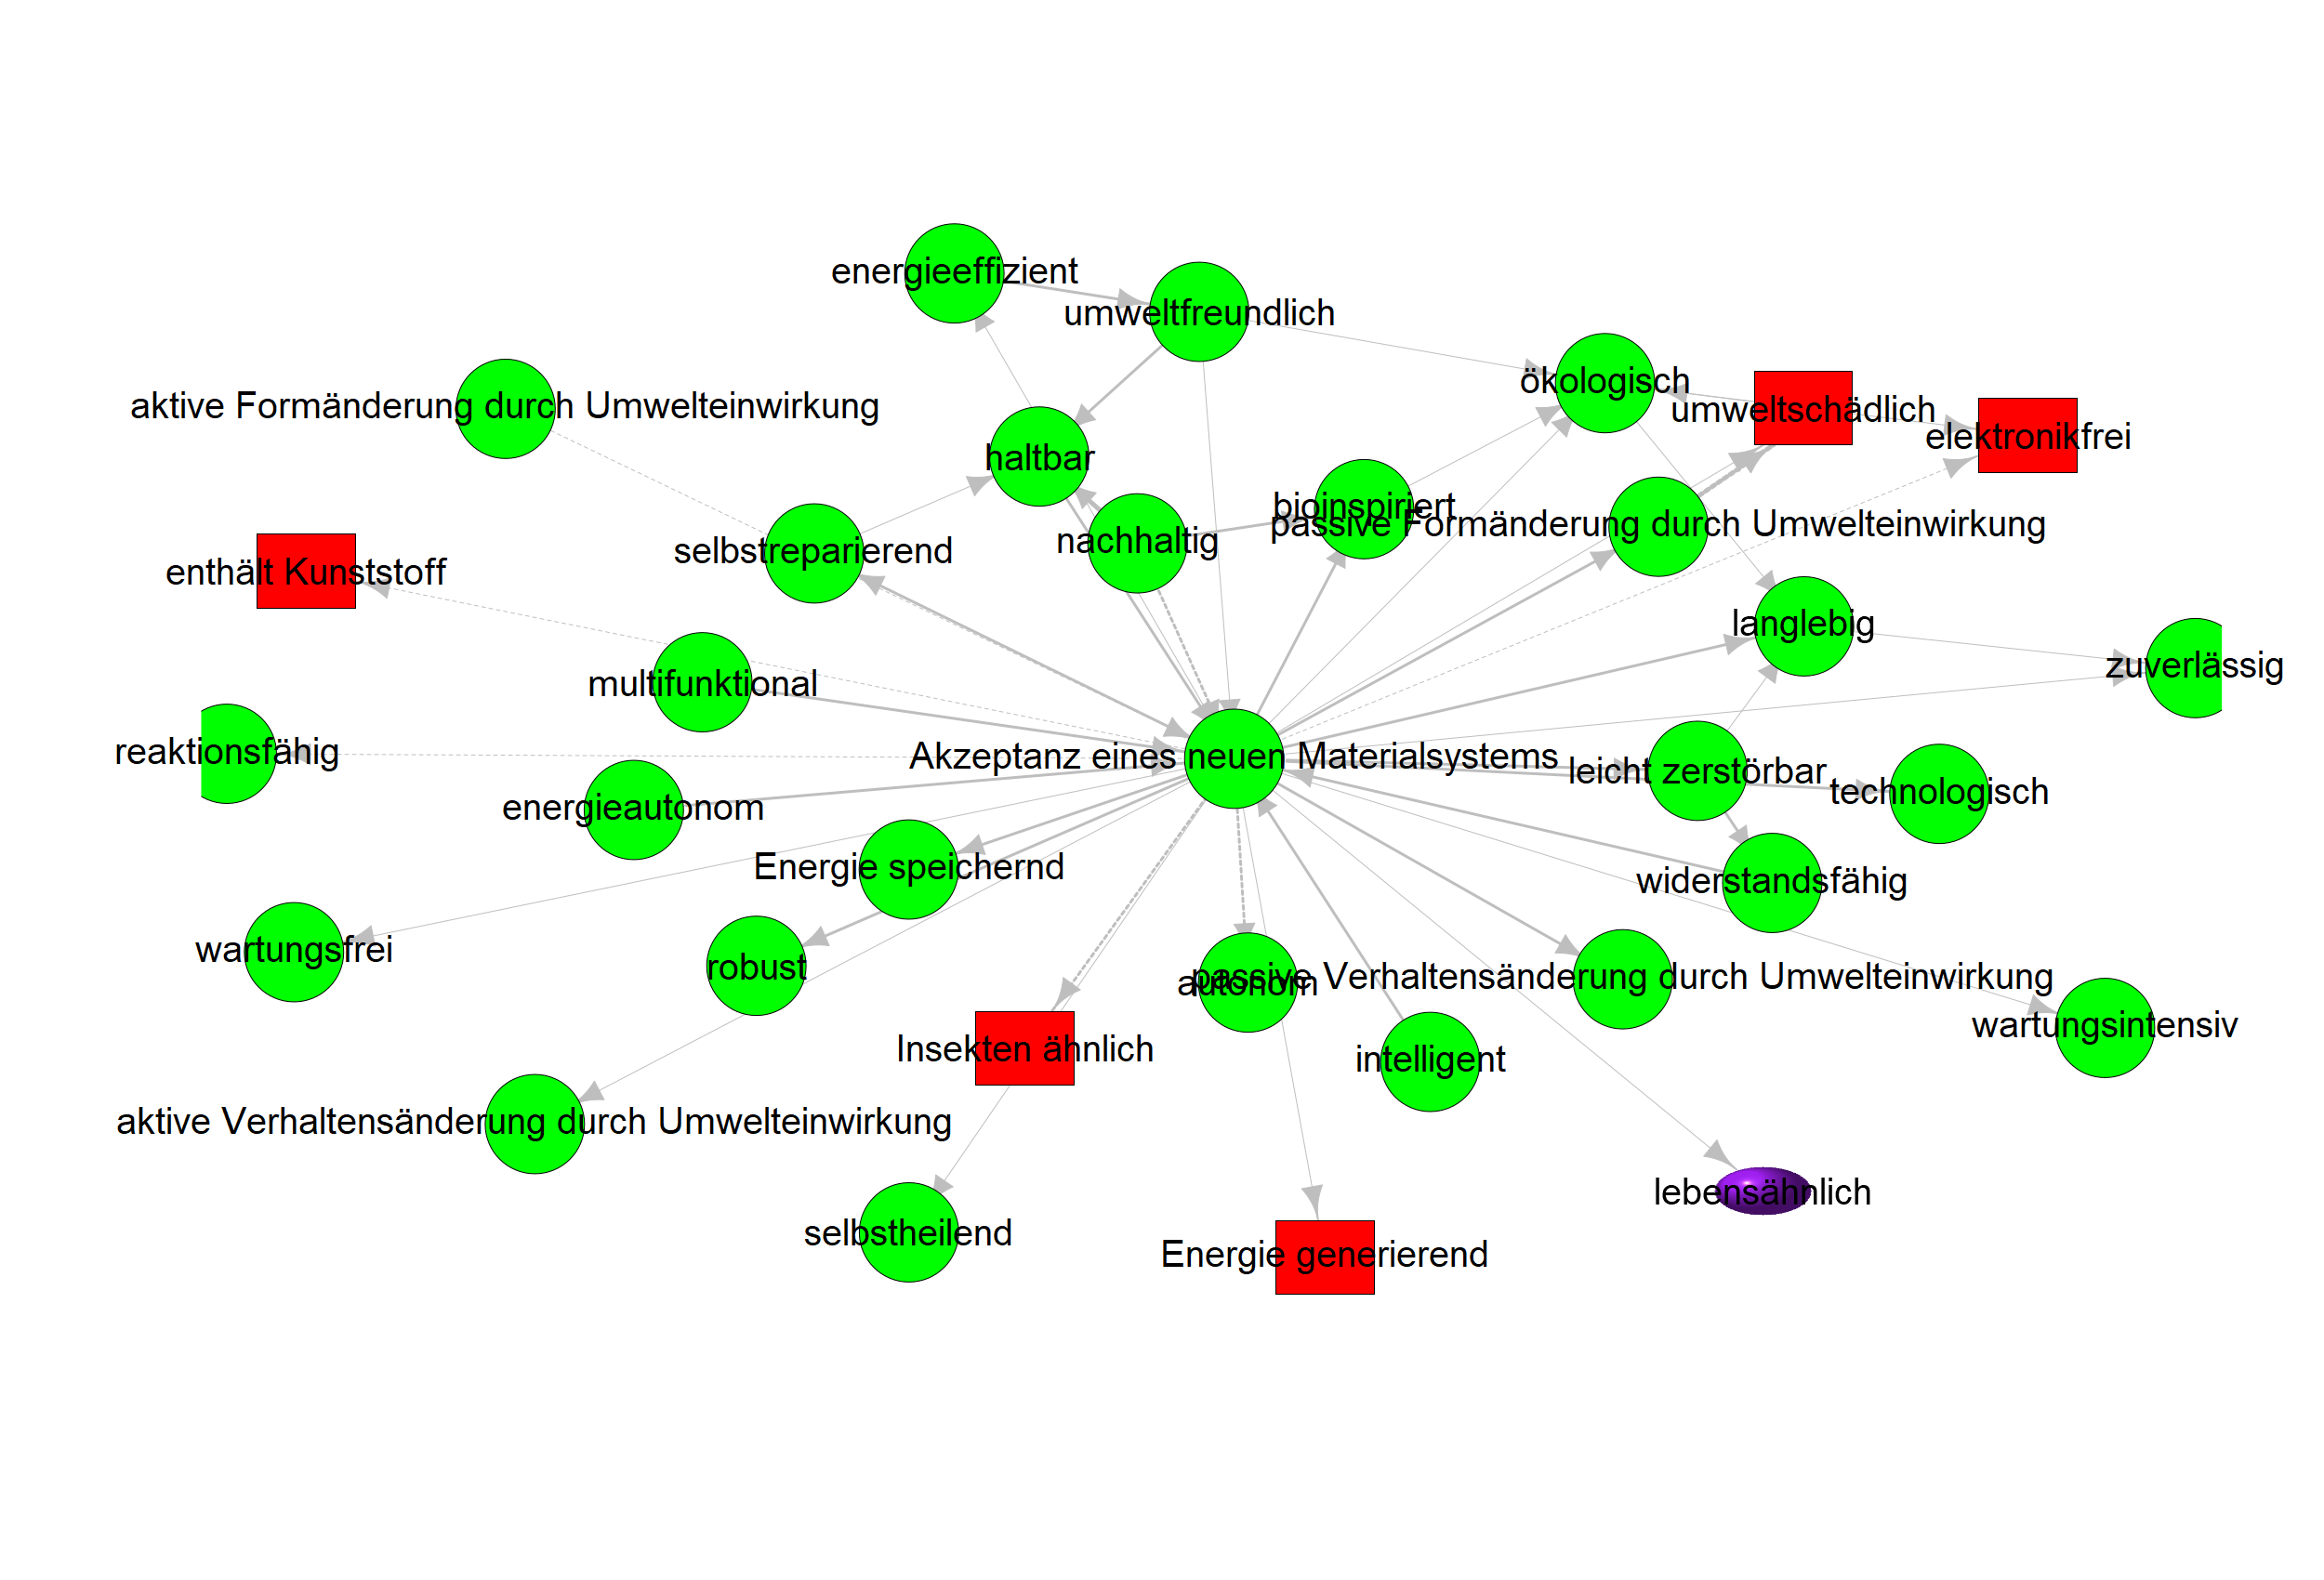 energieeffizient
umweltfreundlich
ökologisch
aktive Formänderung durch Umwelteinwirkung
umweltschädlich
elektronikfrei
haltbar
bioinspiriert
passive Formänderung durch Umwelteinwirkung
nachhaltig
selbstreparierend
enthält Kunststoff
langlebig
zuverlässig
multifunktional
reaktionsfähig
Akzeptanz eines neuen Materialsystems
leicht zerstörbar
technologisch
energieautonom
Energie speichernd
widerstandsfähig
wartungsfrei
robust
passive Verhaltensänderung durch Umwelteinwirkung
autonom
wartungsintensiv
Insekten ähnlich
intelligent
aktive Verhaltensänderung durch Umwelteinwirkung
lebensähnlich
selbstheilend
Energie generierend